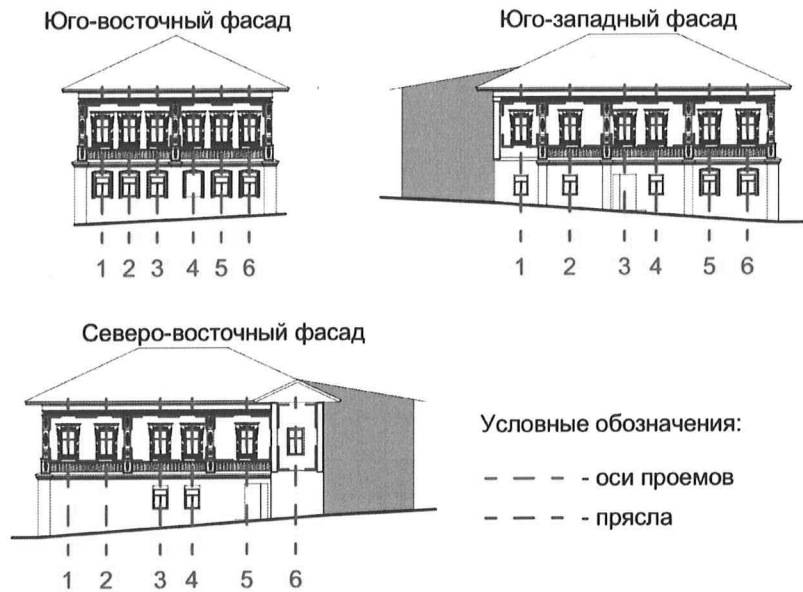 Юго-восточный фасад
Юго-западный фасад
1 2 3 4 5 6
1 2 3 4 5 6
Северо-восточный фасад
Условные обозначения:
- оси проемов
- прясла
1 2 3 4 5 6